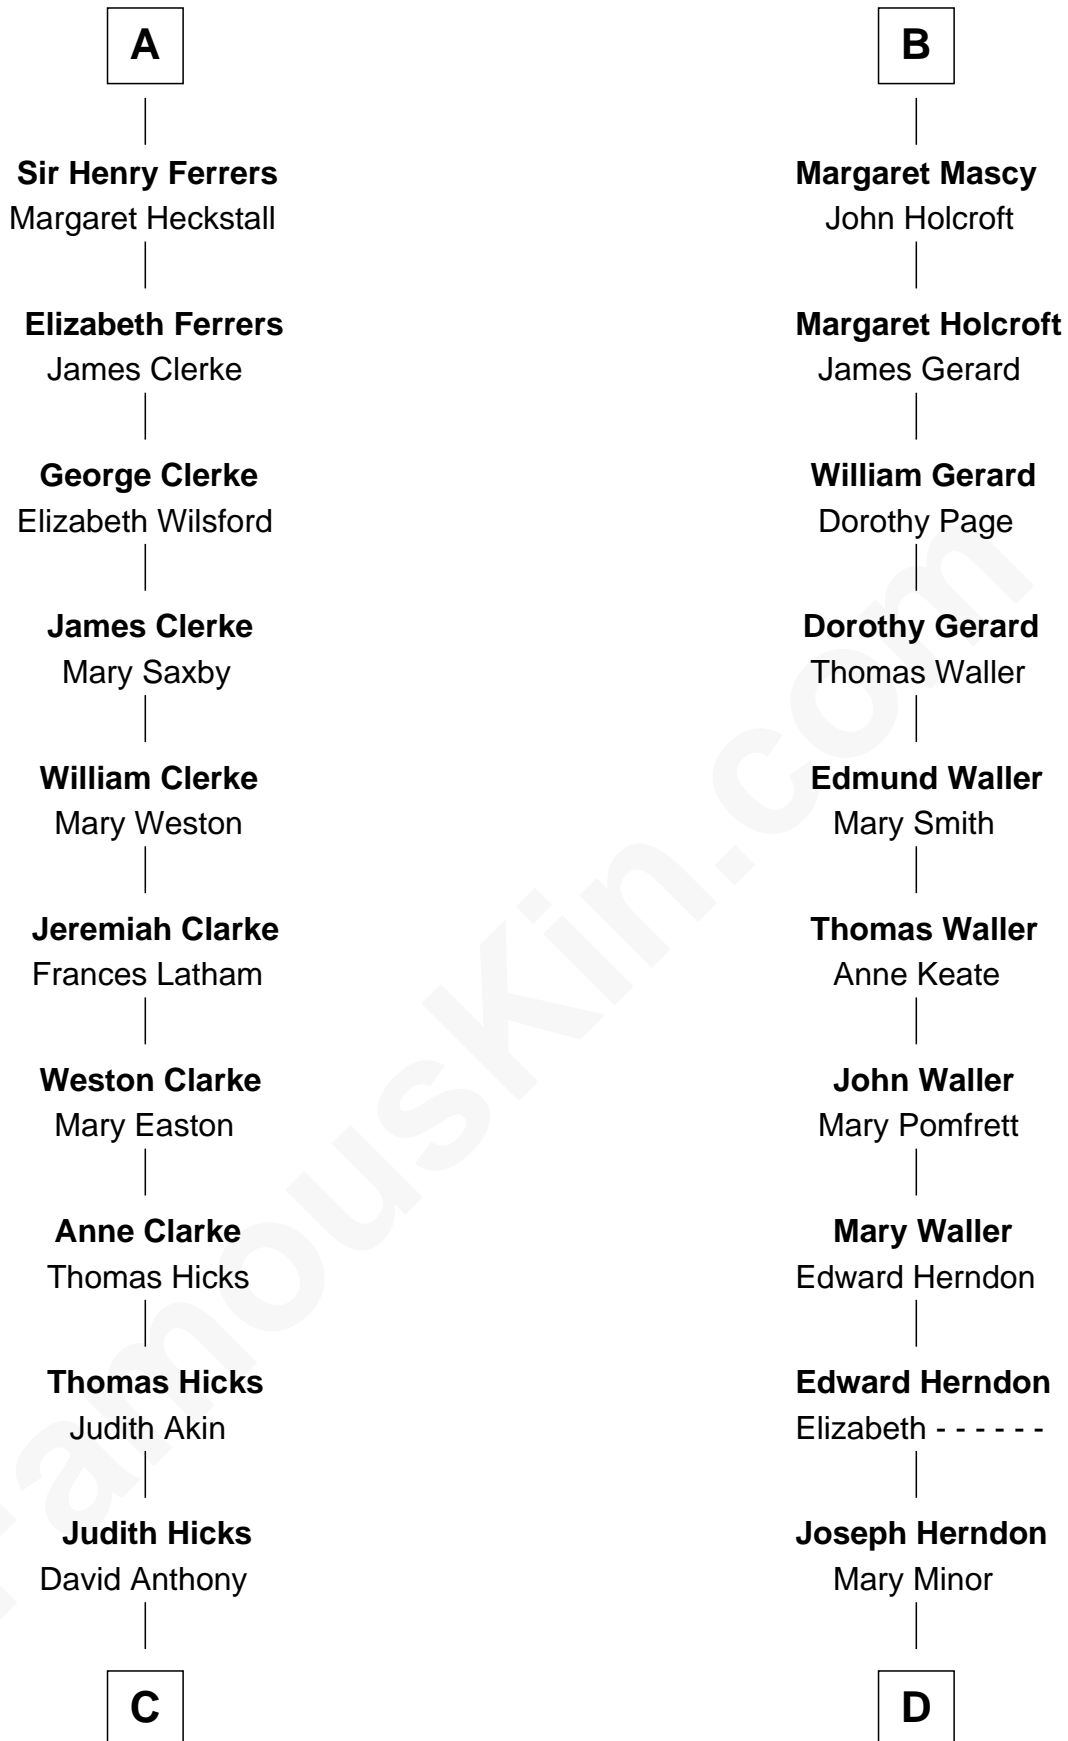 A
Sir Henry Ferrers
Margaret Heckstall
Elizabeth Ferrers
James Clerke
George Clerke
Elizabeth Wilsford
James Clerke
Mary Saxby
William Clerke
Mary Weston
Jeremiah Clarke
Frances Latham
Weston Clarke
Mary Easton
Anne Clarke
Thomas Hicks
Thomas Hicks
Judith Akin
Judith Hicks
David Anthony
C
B
Margaret Mascy
John Holcroft
Margaret Holcroft
James Gerard
William Gerard
Dorothy Page
Dorothy Gerard
Thomas Waller
Edmund Waller
Mary Smith
Thomas Waller
Anne Keate
John Waller
Mary Pomfrett
Mary Waller
Edward Herndon
Edward Herndon
Elizabeth - - - - - -
Joseph Herndon
Mary Minor
D
FamousKin.com